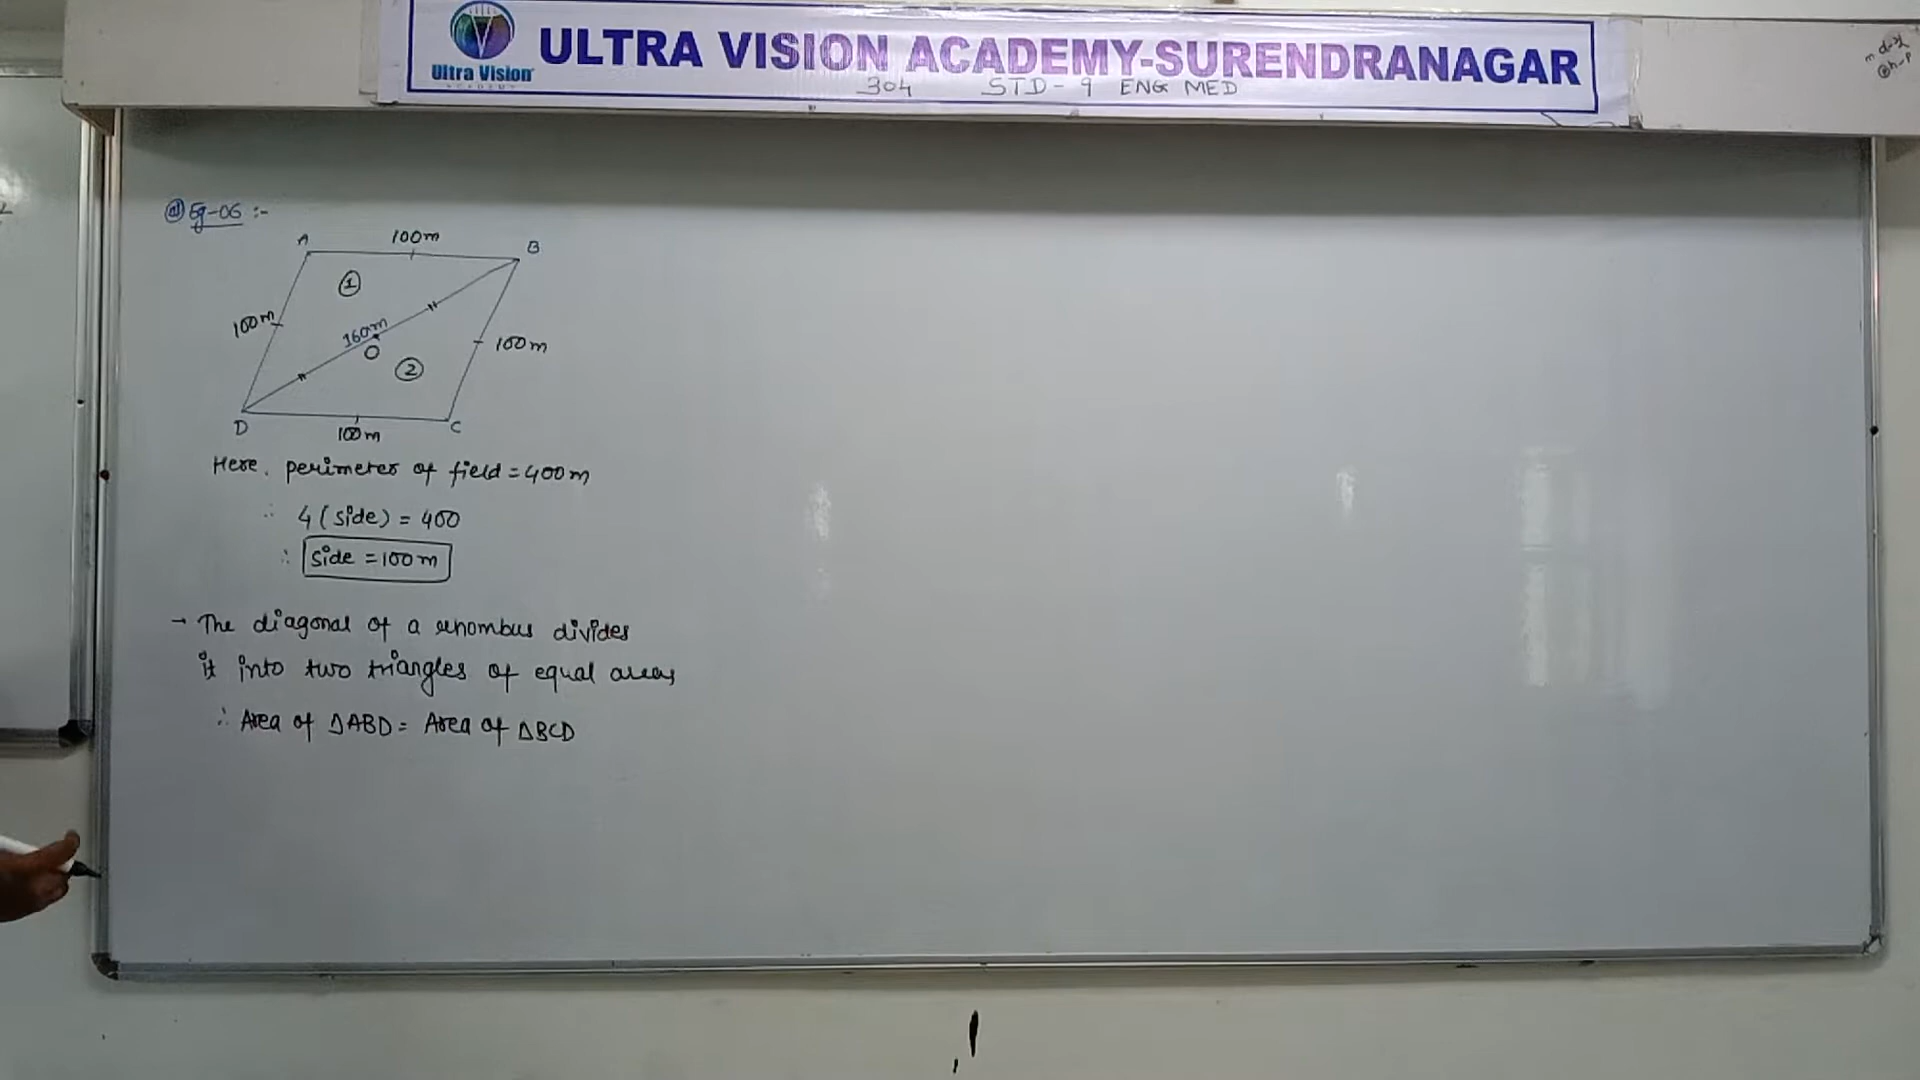 Ultra Vision
ACADEMY
ULTRA VISION ACADEMY-SURENDRANAGAR
304 STD-9 ENG MED
Eg-06 :-
A 100m B
1
100m
160m
O
100m
2
D C
100m
Here, perimeter of field = 400m
∴ 4 (side) = 400
∴ side = 100m
→ The diagonal of a rhombus divides
it into two triangles of equal areas
∴ Area of ΔABD = Area of ΔBCD